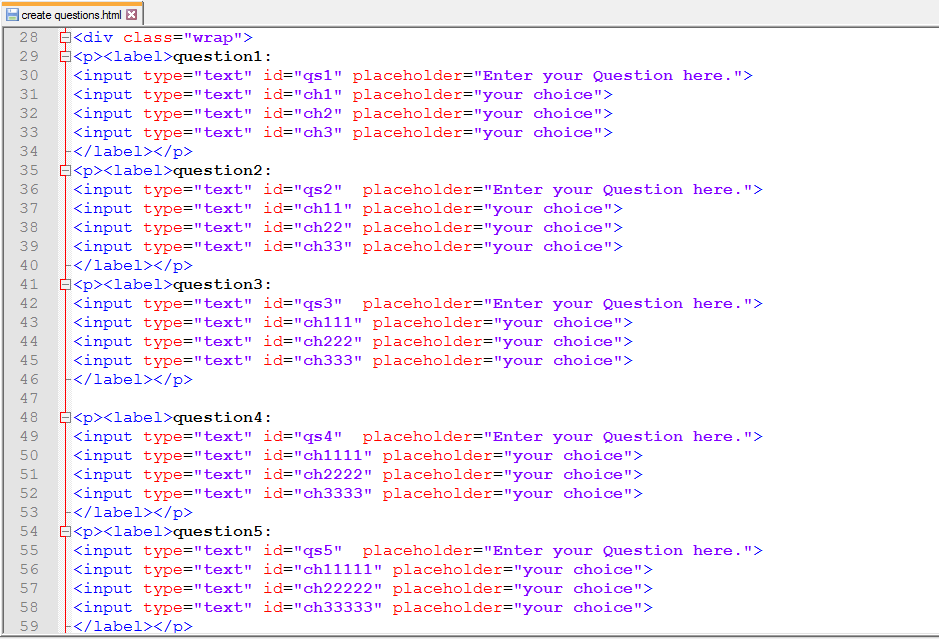 create questions.html
28 <div class="wrap">
29 <p><label>question1:
30 <input type="text" id="qs1" placeholder="Enter your Question here.">
31 <input type="text" id="ch1" placeholder="your choice">
32 <input type="text" id="ch2" placeholder="your choice">
33 <input type="text" id="ch3" placeholder="your choice">
34 </label></p>
35 <p><label>question2:
36 <input type="text" id="qs2"  placeholder="Enter your Question here.">
37 <input type="text" id="ch11" placeholder="your choice">
38 <input type="text" id="ch22" placeholder="your choice">
39 <input type="text" id="ch33" placeholder="your choice">
40 </label></p>
41 <p><label>question3:
42 <input type="text" id="qs3"  placeholder="Enter your Question here.">
43 <input type="text" id="ch111" placeholder="your choice">
44 <input type="text" id="ch222" placeholder="your choice">
45 <input type="text" id="ch333" placeholder="your choice">
46 </label></p>
47
48 <p><label>question4:
49 <input type="text" id="qs4"  placeholder="Enter your Question here.">
50 <input type="text" id="ch1111" placeholder="your choice">
51 <input type="text" id="ch2222" placeholder="your choice">
52 <input type="text" id="ch3333" placeholder="your choice">
53 </label></p>
54 <p><label>question5:
55 <input type="text" id="qs5"  placeholder="Enter your Question here.">
56 <input type="text" id="ch11111" placeholder="your choice">
57 <input type="text" id="ch22222" placeholder="your choice">
58 <input type="text" id="ch33333" placeholder="your choice">
59 </label></p>